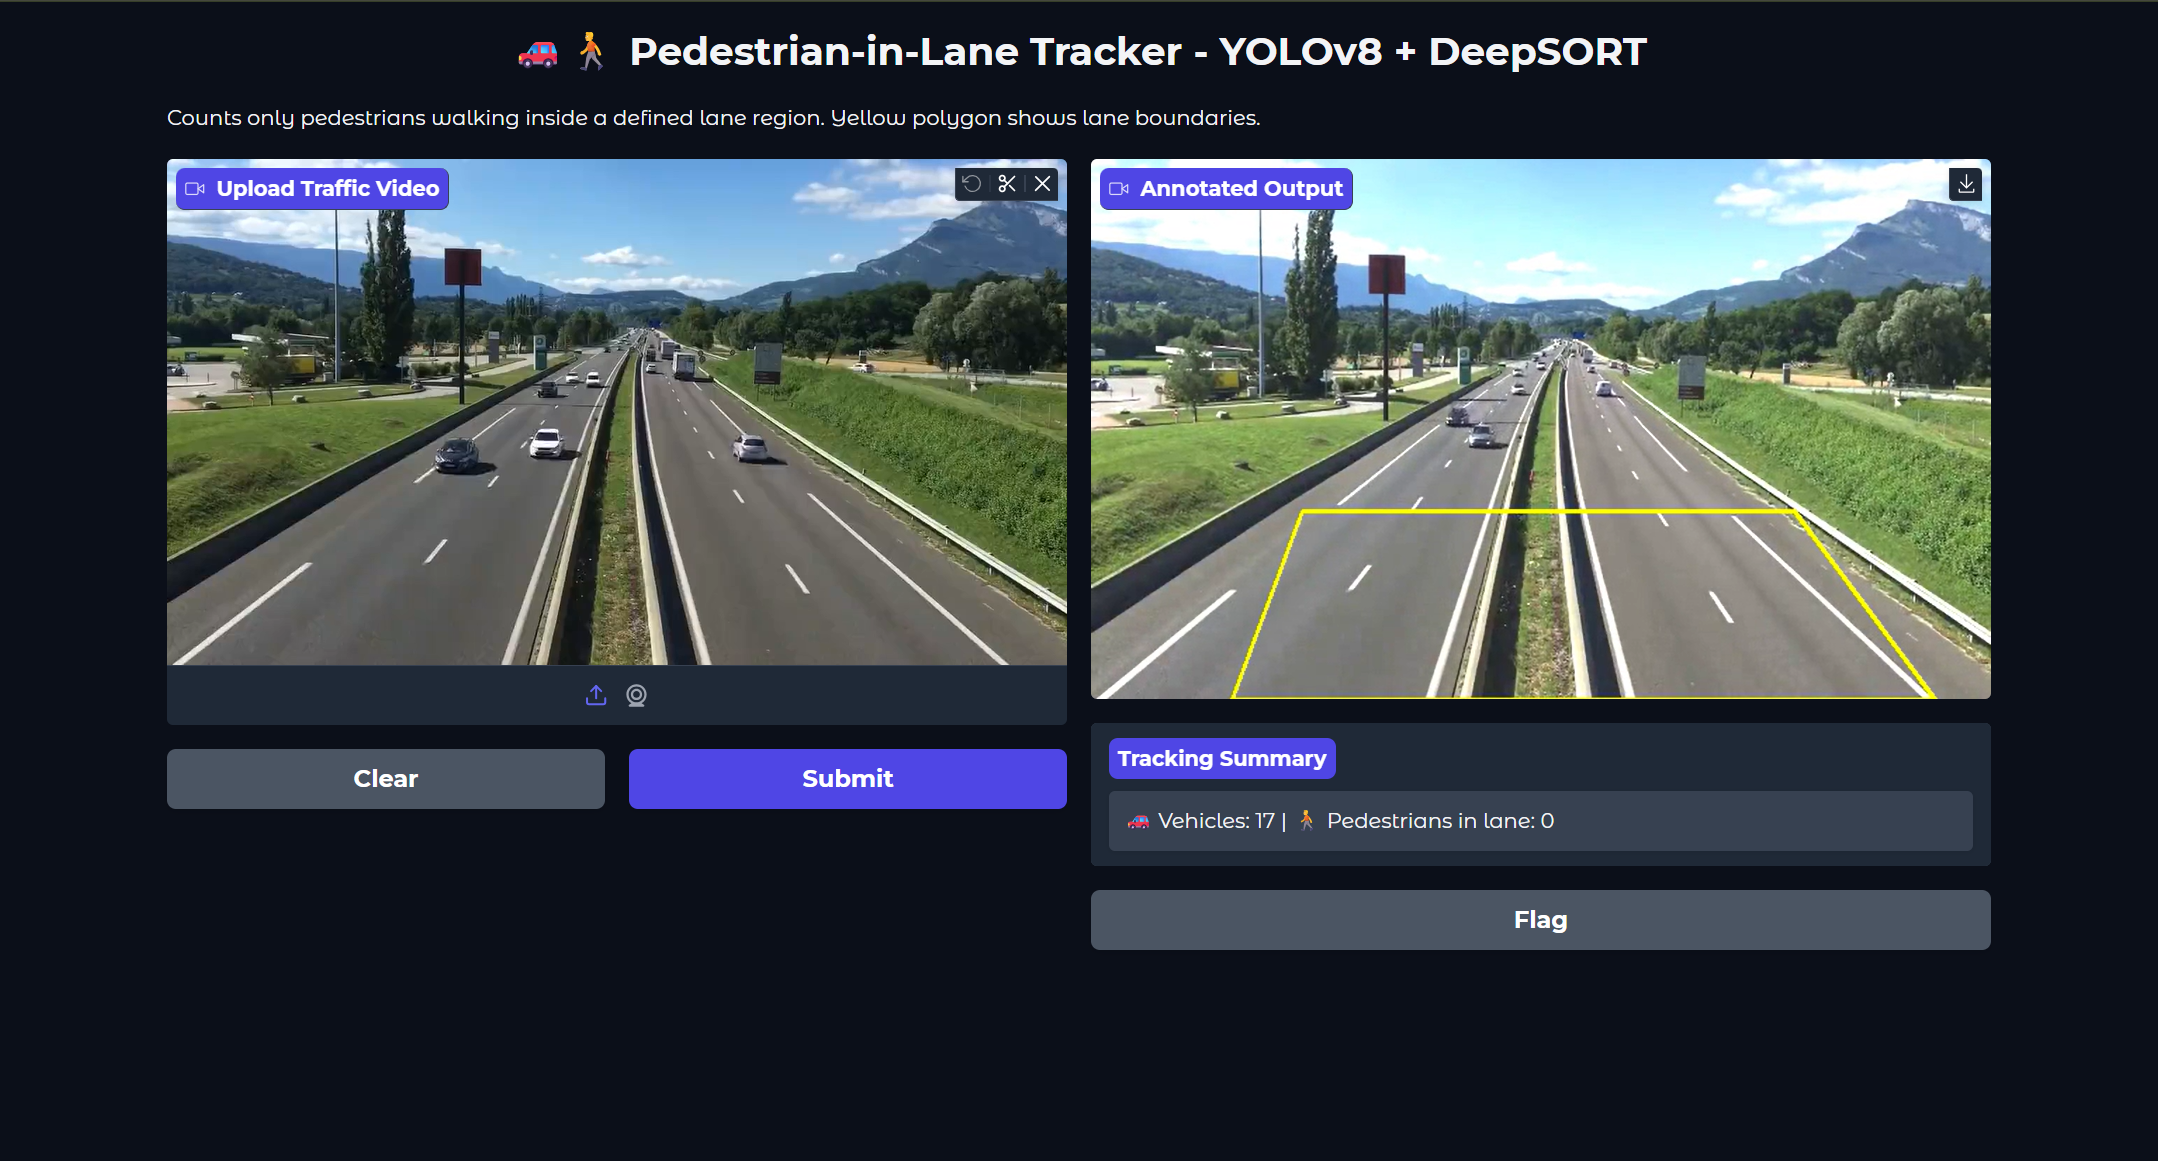 🚗🚶 Pedestrian-in-Lane Tracker - YOLOv8 + DeepSORT
Counts only pedestrians walking inside a defined lane region. Yellow polygon shows lane boundaries.
Upload Traffic Video
Annotated Output
Clear
Submit
Tracking Summary
🚗 Vehicles: 17 | 🚶 Pedestrians in lane: 0
Flag